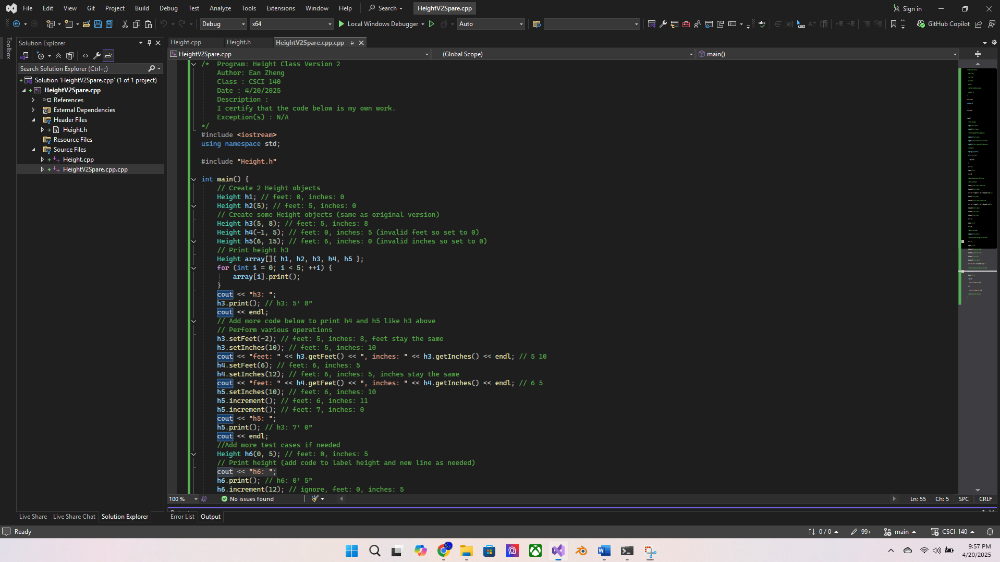 File Edit View Git Project Build Debug Test Analyze Tools Extensions Window Help Search HeightV2Spare.cpp Sign in
Debug x64 Local Windows Debugger Auto GitHub Copilot
Toolbox
Solution Explorer
Search Solution Explorer (Ctrl+;)
Solution 'HeightV2Spare.cpp' (1 of 1 project)
HeightV2Spare.cpp
References
External Dependencies
Header Files
Height.h
Resource Files
Source Files
Height.cpp
HeightV2Spare.cpp.cpp
Height.cpp Height.h HeightV2Spare.cpp.cpp
HeightV2Spare.cpp (Global Scope) main()
/* Program: Height Class Version 2
Author: Ean Zheng
Class : CSCI 140
Date : 4/20/2025
Description :
I certify that the code below is my own work.
Exception(s) : N/A
*/
#include <iostream>
using namespace std;
#include "Height.h"
int main() {
// Create 2 Height objects
Height h1; // feet: 0, inches: 0
Height h2(5); // feet: 5, inches: 0
// Create some Height objects (same as original version)
Height h3(5, 8); // feet: 5, inches: 8
Height h4(-1, 5); // feet: 0, inches: 5 (invalid feet so set to 0)
Height h5(6, 15); // feet: 6, inches: 0 (invalid inches so set to 0)
// Print height h3
Height array[]{ h1, h2, h3, h4, h5 };
for (int i = 0; i < 5; ++i) {
array[i].print();
}
cout << "h3: ";
h3.print(); // h3: 5’ 8”
cout << endl;
// Add more code below to print h4 and h5 like h3 above
// Perform various operations
h3.setFeet(-2); // feet: 5, inches: 8, feet stay the same
h3.setInches(10); // feet: 5, inches: 10
cout << "feet: " << h3.getFeet() << ", inches: " << h3.getInches() << endl; // 5 10
h4.setFeet(6); // feet: 6, inches: 5
h4.setInches(12); // feet: 6, inches: 5, inches stay the same
cout << "feet: " << h4.getFeet() << ", inches: " << h4.getInches() << endl; // 6 5
h5.setInches(10); // feet: 6, inches: 10
h5.increment(); // feet: 6, inches: 11
h5.increment(); // feet: 7, inches: 0
cout << "h5: ";
h5.print(); // h3: 7’ 0”
cout << endl;
//Add more test cases if needed
Height h6(0, 5); // feet: 0, inches: 5
// Print height (add code to label height and new line as needed)
cout << "h6: ";
h6.print(); // h6: 0’ 5”
h6.increment(12); // ignore, feet: 0, inches: 5
100 % No issues found Ln: 55 Ch: 5 SPC CRLF
Live Share Live Share Chat Solution Explorer Error List Output
Ready 0 / 0 99+ main CSCI-140
9:57 PM
4/20/2025